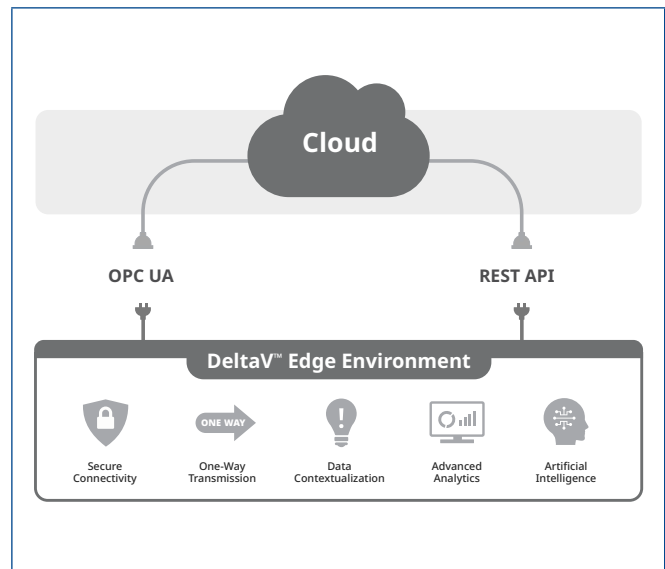 Cloud
OPC UA
REST API
DeltaV™ Edge Environment
ONE WAY
Secure
Connectivity
One-Way
Transmission
Data
Contextualization
Advanced
Analytics
Artificial
Intelligence